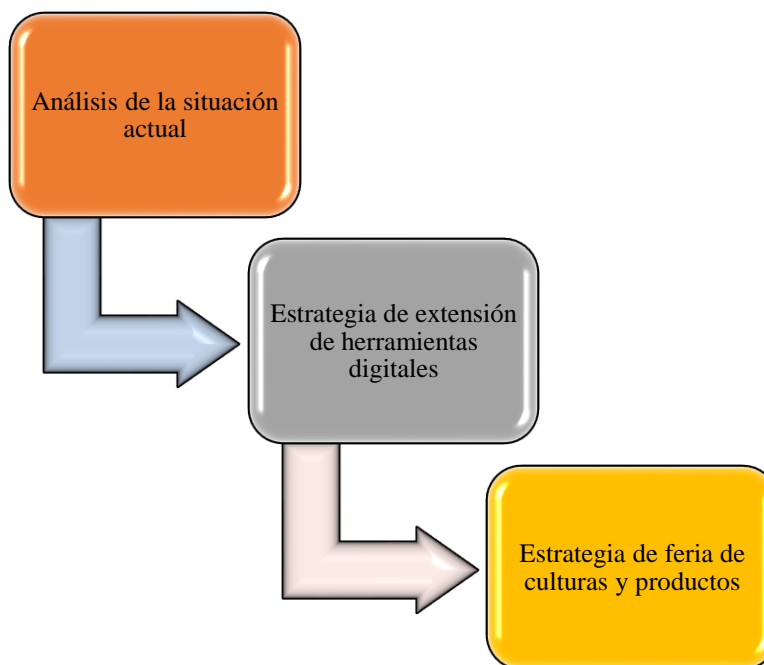 Análisis de la situación
actual
Estrategia de extensión
de herramientas
digitales
Estrategia de feria de
culturas y productos